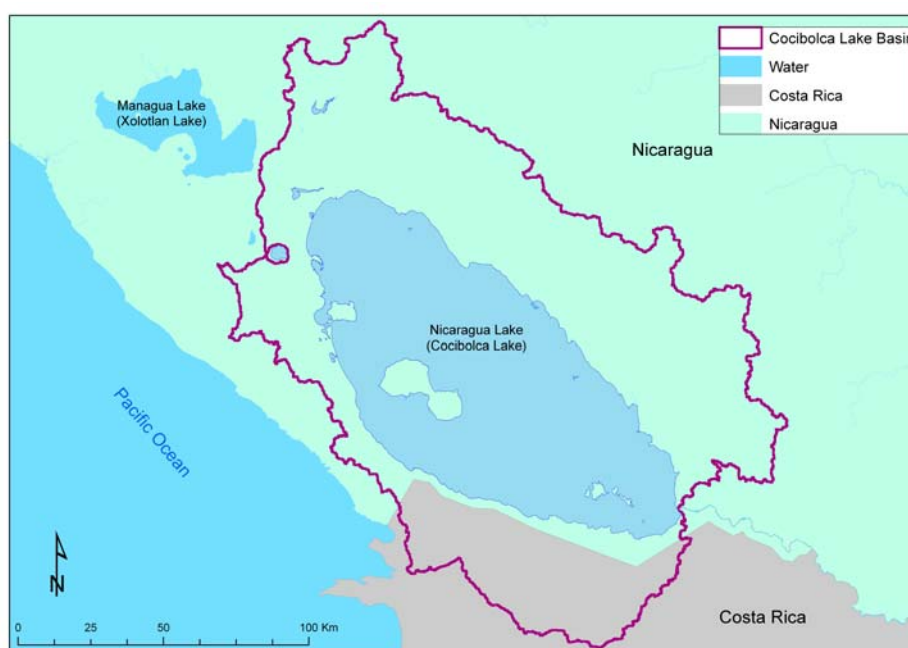 Cocibolca Lake Basin
Water
Costa Rica
Nicaragua
Managua Lake
(Xolotlan Lake)
Nicaragua
Nicaragua Lake
(Cocibolca Lake)
Pacific Ocean
N
Costa Rica
0 25 50 100 Km